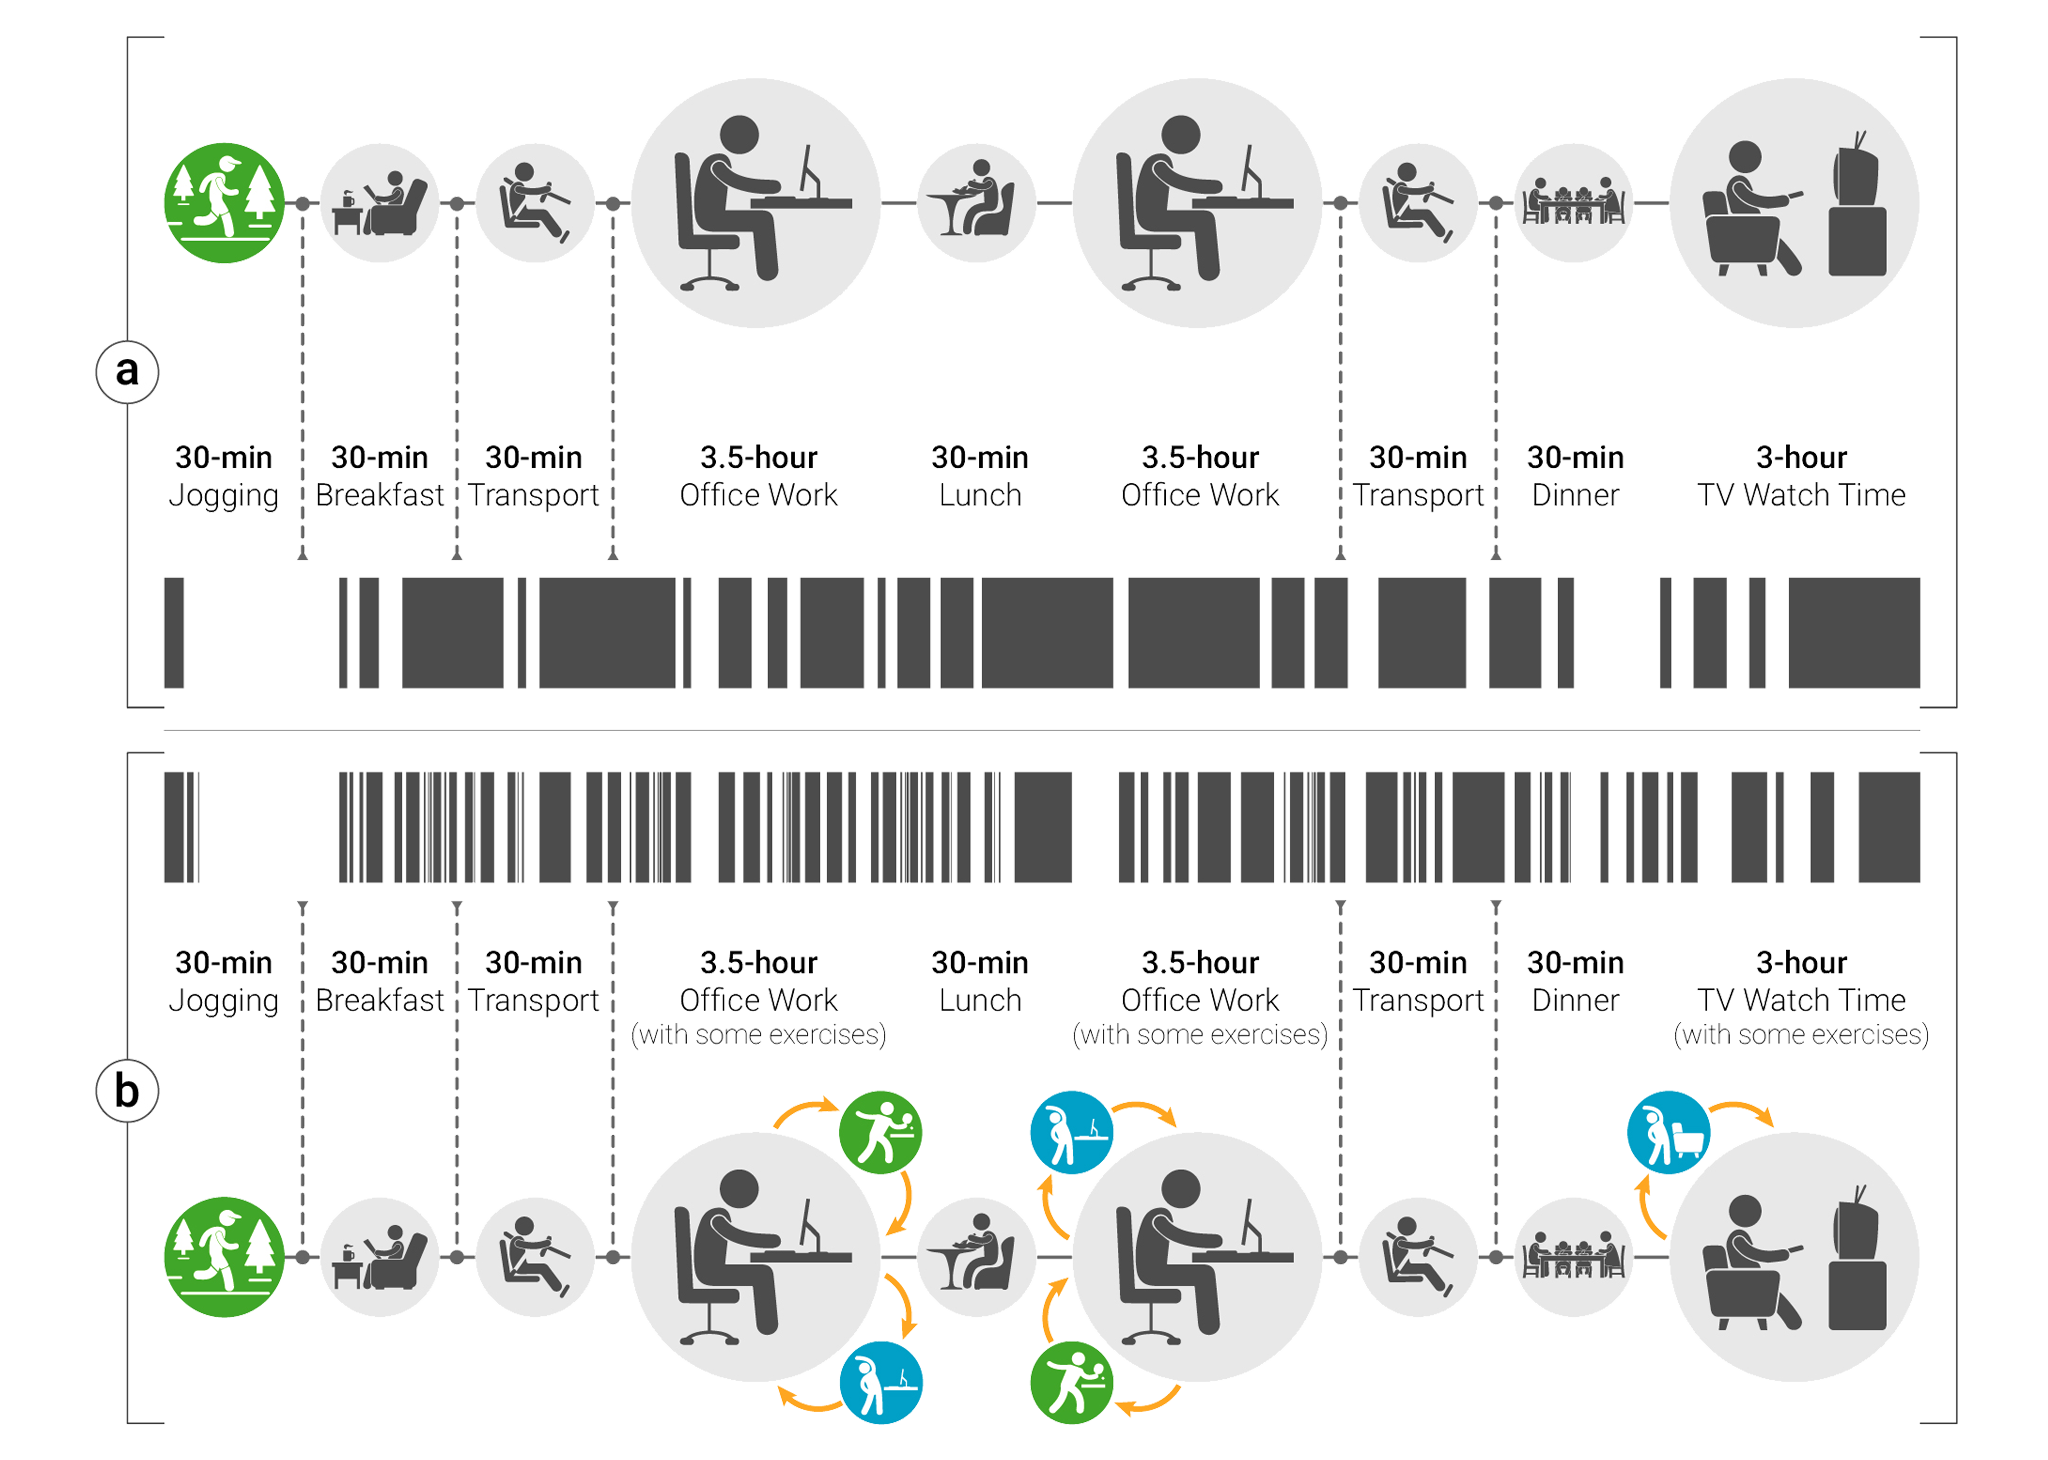 a
30-min 30-min 30-min 3.5-hour 30-min 3.5-hour 30-min 30-min 3-hour
Jogging Breakfast Transport Office Work Lunch Office Work Transport Dinner TV Watch Time
b
30-min 30-min 30-min 3.5-hour 30-min 3.5-hour 30-min 30-min 3-hour
Jogging Breakfast Transport Office Work Lunch Office Work Transport Dinner TV Watch Time
(with some exercises) (with some exercises) (with some exercises)